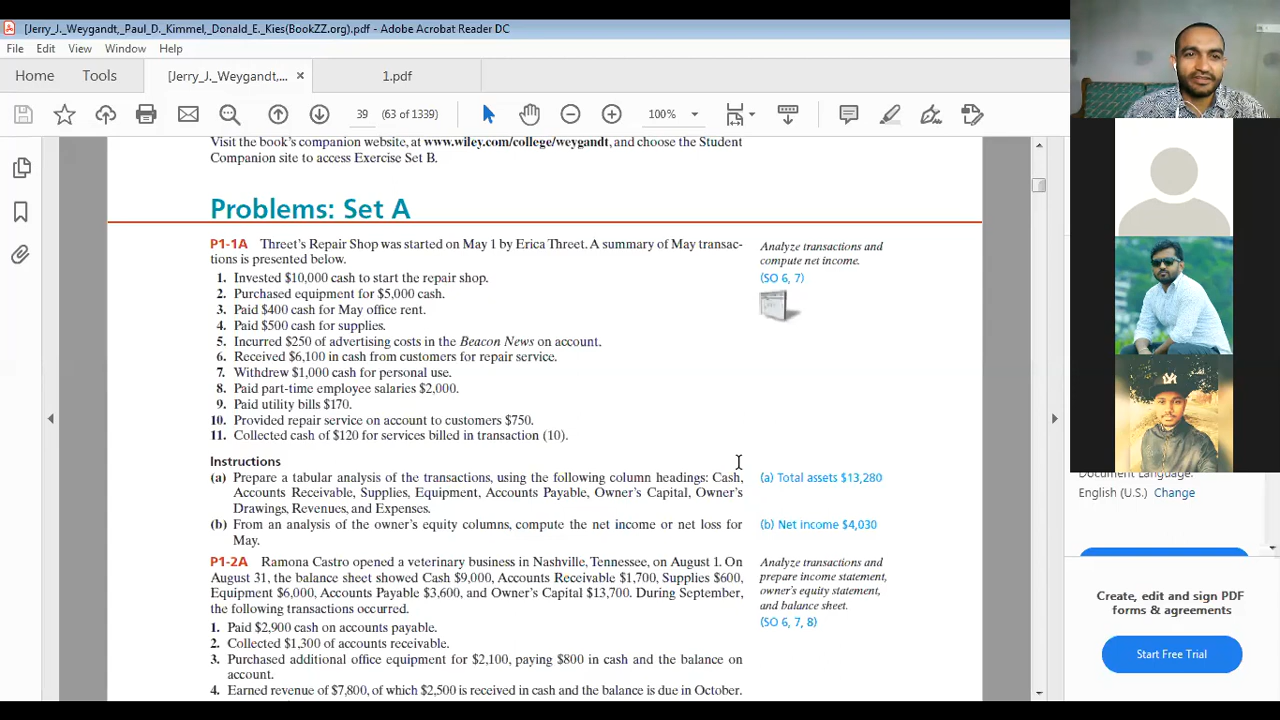 [Jerry_J._Weygandt,_Paul_D._Kimmel,_Donald_E._Kies(BookZZ.org).pdf - Adobe Acrobat Reader DC
File Edit View Window Help
Home Tools [Jerry_J._Weygandt,... × 1.pdf
39 (63 of 1339) 100%
Visit the book's companion website, at www.wiley.com/college/weygandt, and choose the Student
Companion site to access Exercise Set B.
Problems: Set A
P1-1A Threet's Repair Shop was started on May 1 by Erica Threet. A summary of May transac-
tions is presented below.
1. Invested $10,000 cash to start the repair shop.
2. Purchased equipment for $5,000 cash.
3. Paid $400 cash for May office rent.
4. Paid $500 cash for supplies.
5. Incurred $250 of advertising costs in the Beacon News on account.
6. Received $6,100 in cash from customers for repair service.
7. Withdrew $1,000 cash for personal use.
8. Paid part-time employee salaries $2,000.
9. Paid utility bills $170.
10. Provided repair service on account to customers $750.
11. Collected cash of $120 for services billed in transaction (10).
Analyze transactions and
compute net income.
(SO 6, 7)
Instructions
(a) Prepare a tabular analysis of the transactions, using the following column headings: Cash,
Accounts Receivable, Supplies, Equipment, Accounts Payable, Owner's Capital, Owner's
Drawings, Revenues, and Expenses.
(b) From an analysis of the owner's equity columns, compute the net income or net loss for
May.
(a) Total assets $13,280
(b) Net income $4,030
P1-2A Ramona Castro opened a veterinary business in Nashville, Tennessee, on August 1. On
August 31, the balance sheet showed Cash $9,000, Accounts Receivable $1,700, Supplies $600,
Equipment $6,000, Accounts Payable $3,600, and Owner's Capital $13,700. During September,
the following transactions occurred.
1. Paid $2,900 cash on accounts payable.
2. Collected $1,300 of accounts receivable.
3. Purchased additional office equipment for $2,100, paying $800 in cash and the balance on
account.
4. Earned revenue of $7,800, of which $2,500 is received in cash and the balance is due in October.
Analyze transactions and
prepare income statement,
owner's equity statement,
and balance sheet.
(SO 6, 7, 8)
Document Language:
English (U.S.) Change
Create, edit and sign PDF
forms & agreements
Start Free Trial